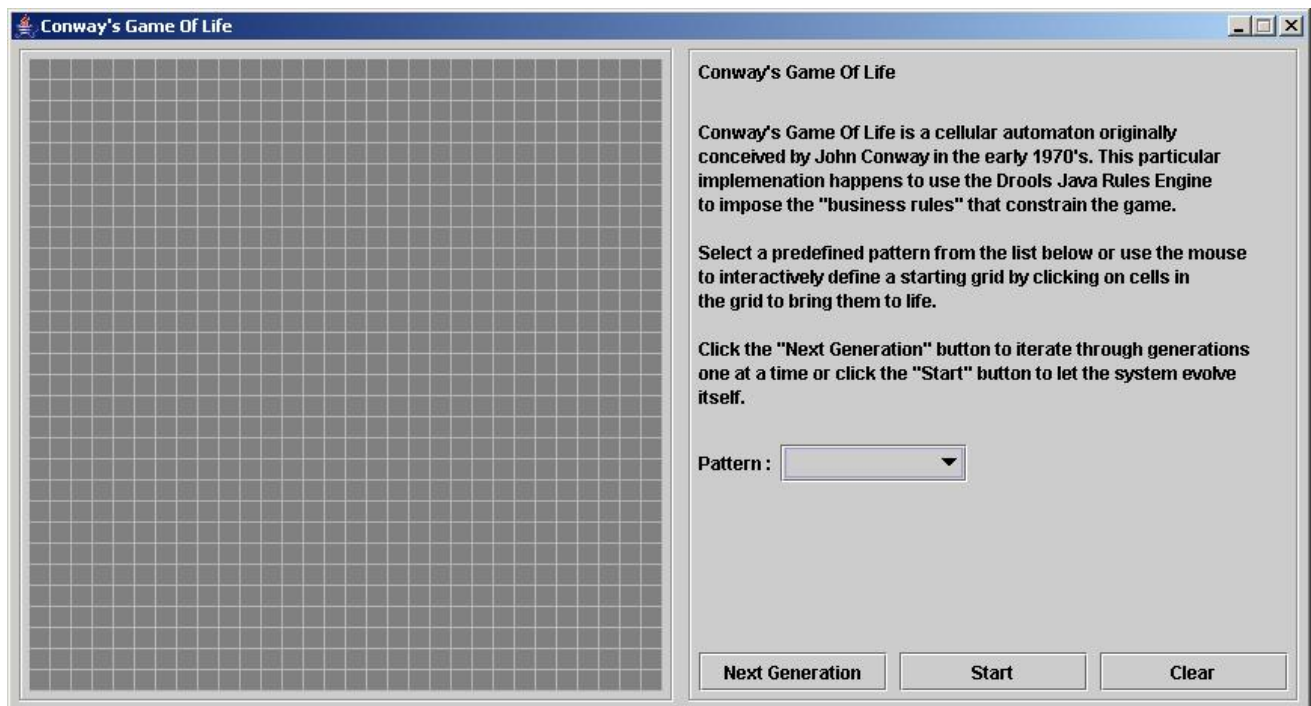 Conway's Game Of Life
Conway's Game Of Life
Conway's Game Of Life is a cellular automaton originally
conceived by John Conway in the early 1970's. This particular
implemenation happens to use the Drools Java Rules Engine
to impose the "business rules" that constrain the game.
Select a predefined pattern from the list below or use the mouse
to interactively define a starting grid by clicking on cells in
the grid to bring them to life.
Click the "Next Generation" button to iterate through generations
one at a time or click the "Start" button to let the system evolve
itself.
Pattern :
Next Generation Start Clear